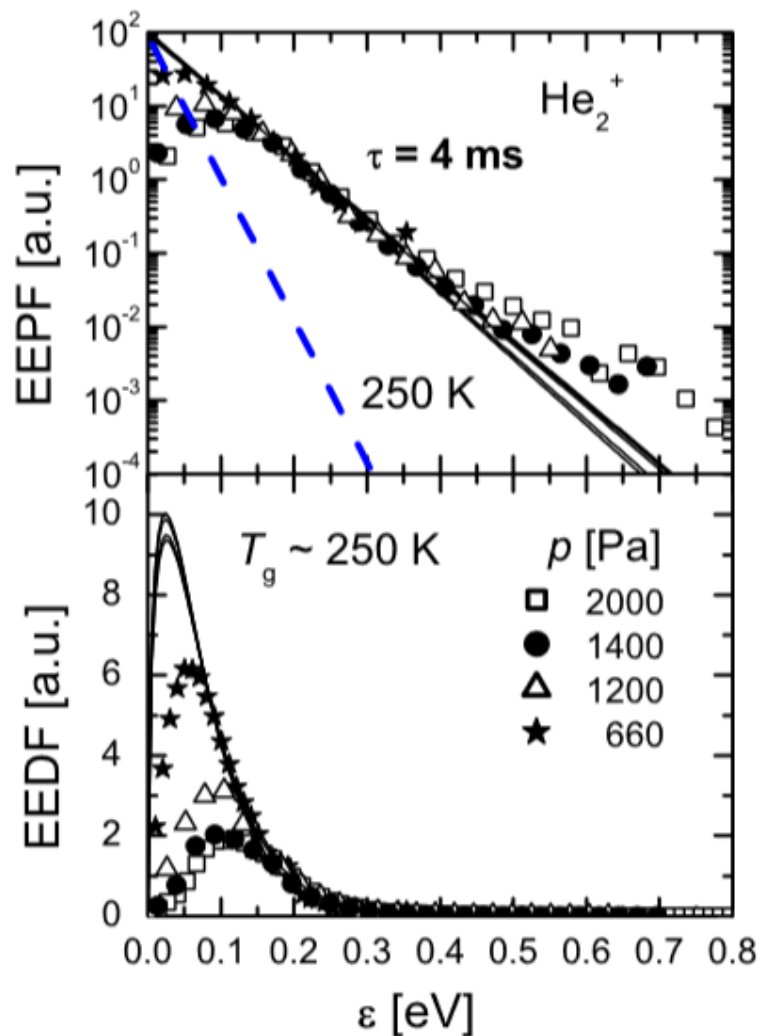 10²
He₂⁺
10¹
τ = 4 ms
10⁰
10⁻¹
10⁻²
250 K
10⁻³
10⁻⁴
EEPF [a.u.]
10
T_g ~ 250 K
p [Pa]
8
2000
6
1400
1200
4
660
2
0
EEDF [a.u.]
0.0 0.1 0.2 0.3 0.4 0.5 0.6 0.7 0.8
ε [eV]